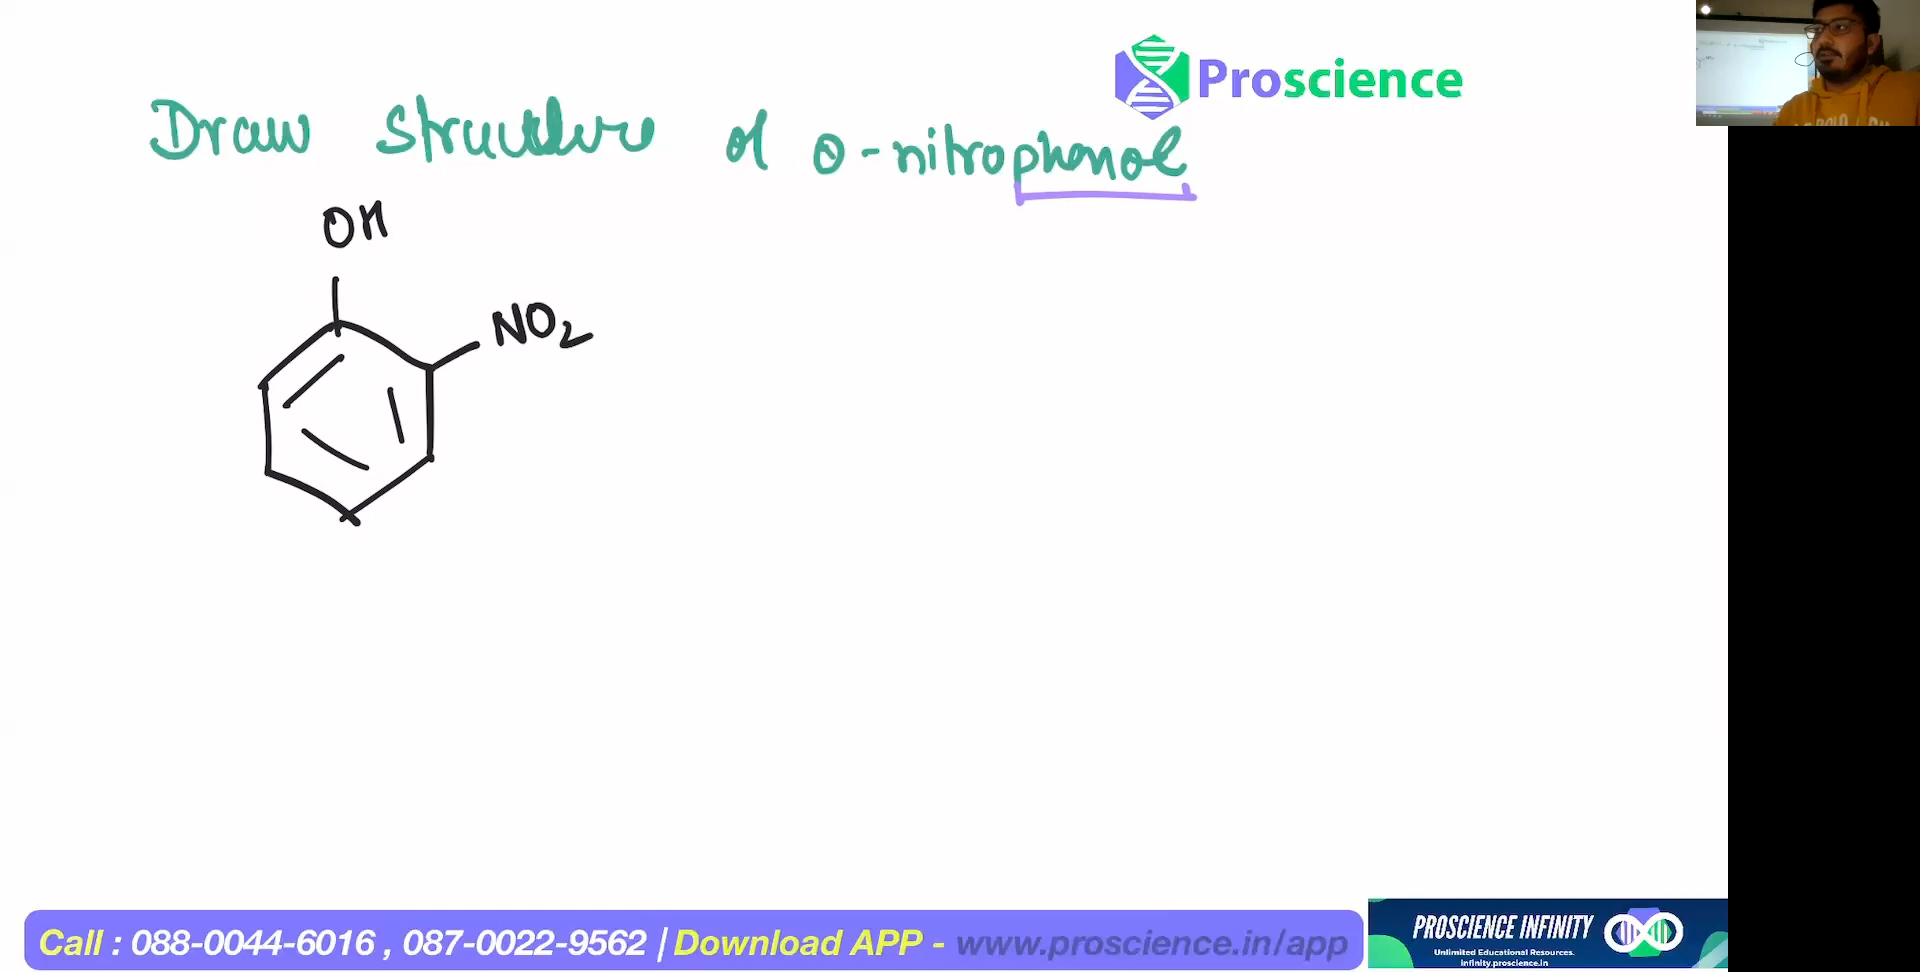 Proscience
Draw structure of o-nitrophenol
OH
NO2
Call : 088-0044-6016 , 087-0022-9562 | Download APP - www.proscience.in/app
PROSCIENCE INFINITY
Unlimited Educational Resources.
infinity.proscience.in